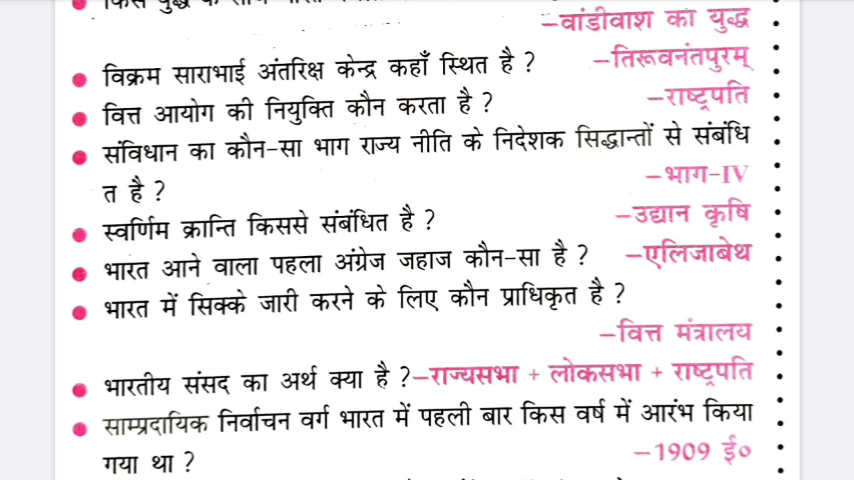 –वांडीवाश का युद्ध
विक्रम साराभाई अंतरिक्ष केन्द्र कहाँ स्थित है ? –तिरूवनंतपुरम्
वित्त आयोग की नियुक्ति कौन करता है ? –राष्ट्रपति
संविधान का कौन-सा भाग राज्य नीति के निदेशक सिद्धान्तों से संबंधि
त है ? –भाग-IV
स्वर्णिम क्रान्ति किससे संबंधित है ? –उद्यान कृषि
भारत आने वाला पहला अंग्रेज जहाज कौन-सा है ? –एलिजाबेथ
भारत में सिक्के जारी करने के लिए कौन प्राधिकृत है ?
–वित्त मंत्रालय
भारतीय संसद का अर्थ क्या है ?–राज्यसभा + लोकसभा + राष्ट्रपति
साम्प्रदायिक निर्वाचन वर्ग भारत में पहली बार किस वर्ष में आरंभ किया
गया था ? –1909 ई०